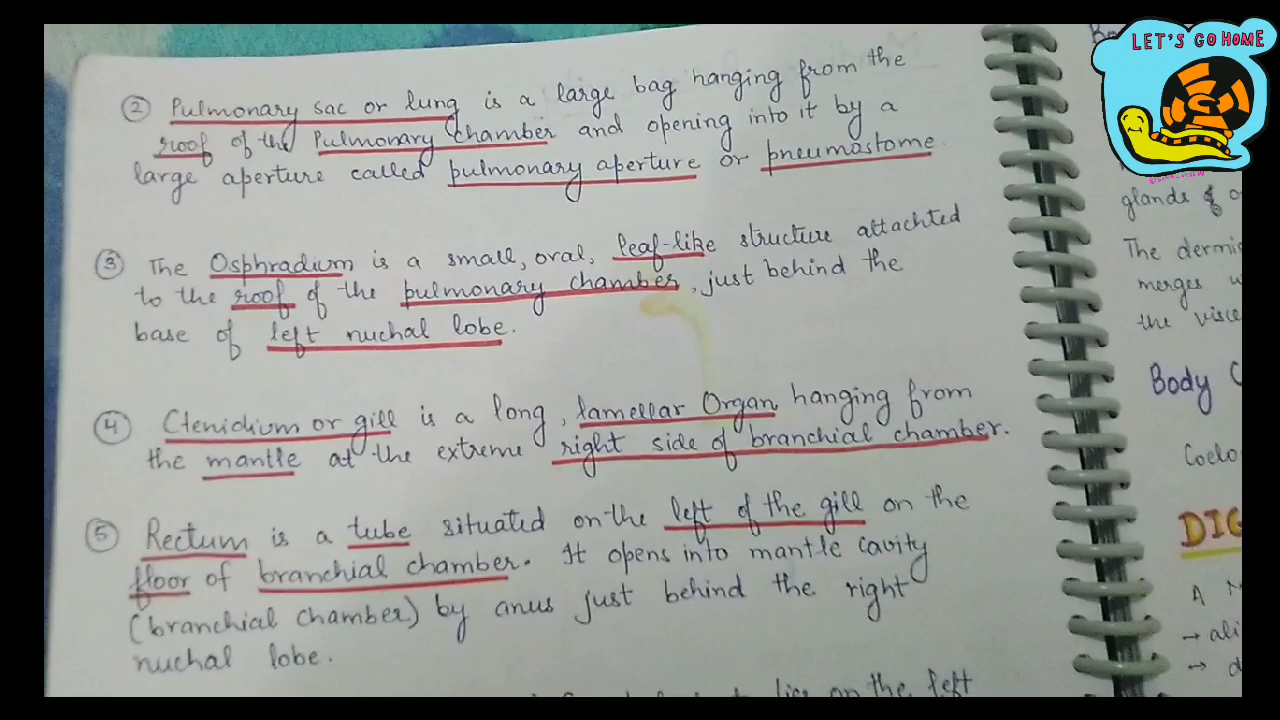 ② Pulmonary sac or lung is a large bag hanging from the
roof of the Pulmonary chamber and opening into it by a
large aperture called pulmonary aperture or pneumostome.
③ The Osphradium is a small, oral, leaf-like structure attachted
to the roof of the pulmonary chamber, just behind the
base of left nuchal lobe.
④ Ctenidium or gill is a long, lamellar Organ hanging from
the mantle at the extreme right side of branchial chamber.
⑤ Rectum is a tube situated on the left of the gill on the
floor of branchial chamber. It opens into mantle cavity
(branchial chamber) by anus just behind the right
nuchal lobe.
lies on the left
LET'S GO HOME
glands & o
The dermi
merges w
the visce
Body C
Coelo
DIG
A
→ ali
→ d